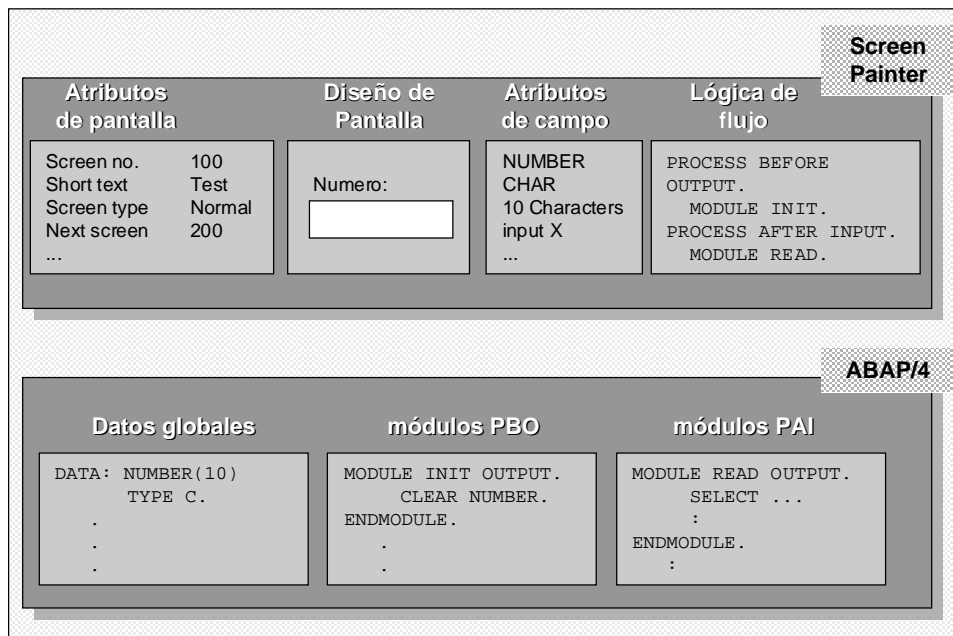 Screen
Painter
Atributos
de pantalla
Screen no. 100
Short text Test
Screen type Normal
Next screen 200
...
Diseño de
Pantalla
Numero:
Atributos
de campo
NUMBER
CHAR
10 Characters
input X
...
Lógica de
flujo
PROCESS BEFORE
OUTPUT.
MODULE INIT.
PROCESS AFTER INPUT.
MODULE READ.
ABAP/4
Datos globales
DATA: NUMBER(10)
TYPE C.
.
.
.
módulos PBO
MODULE INIT OUTPUT.
CLEAR NUMBER.
ENDMODULE.
.
.
módulos PAI
MODULE READ OUTPUT.
SELECT ...
:
ENDMODULE.
: